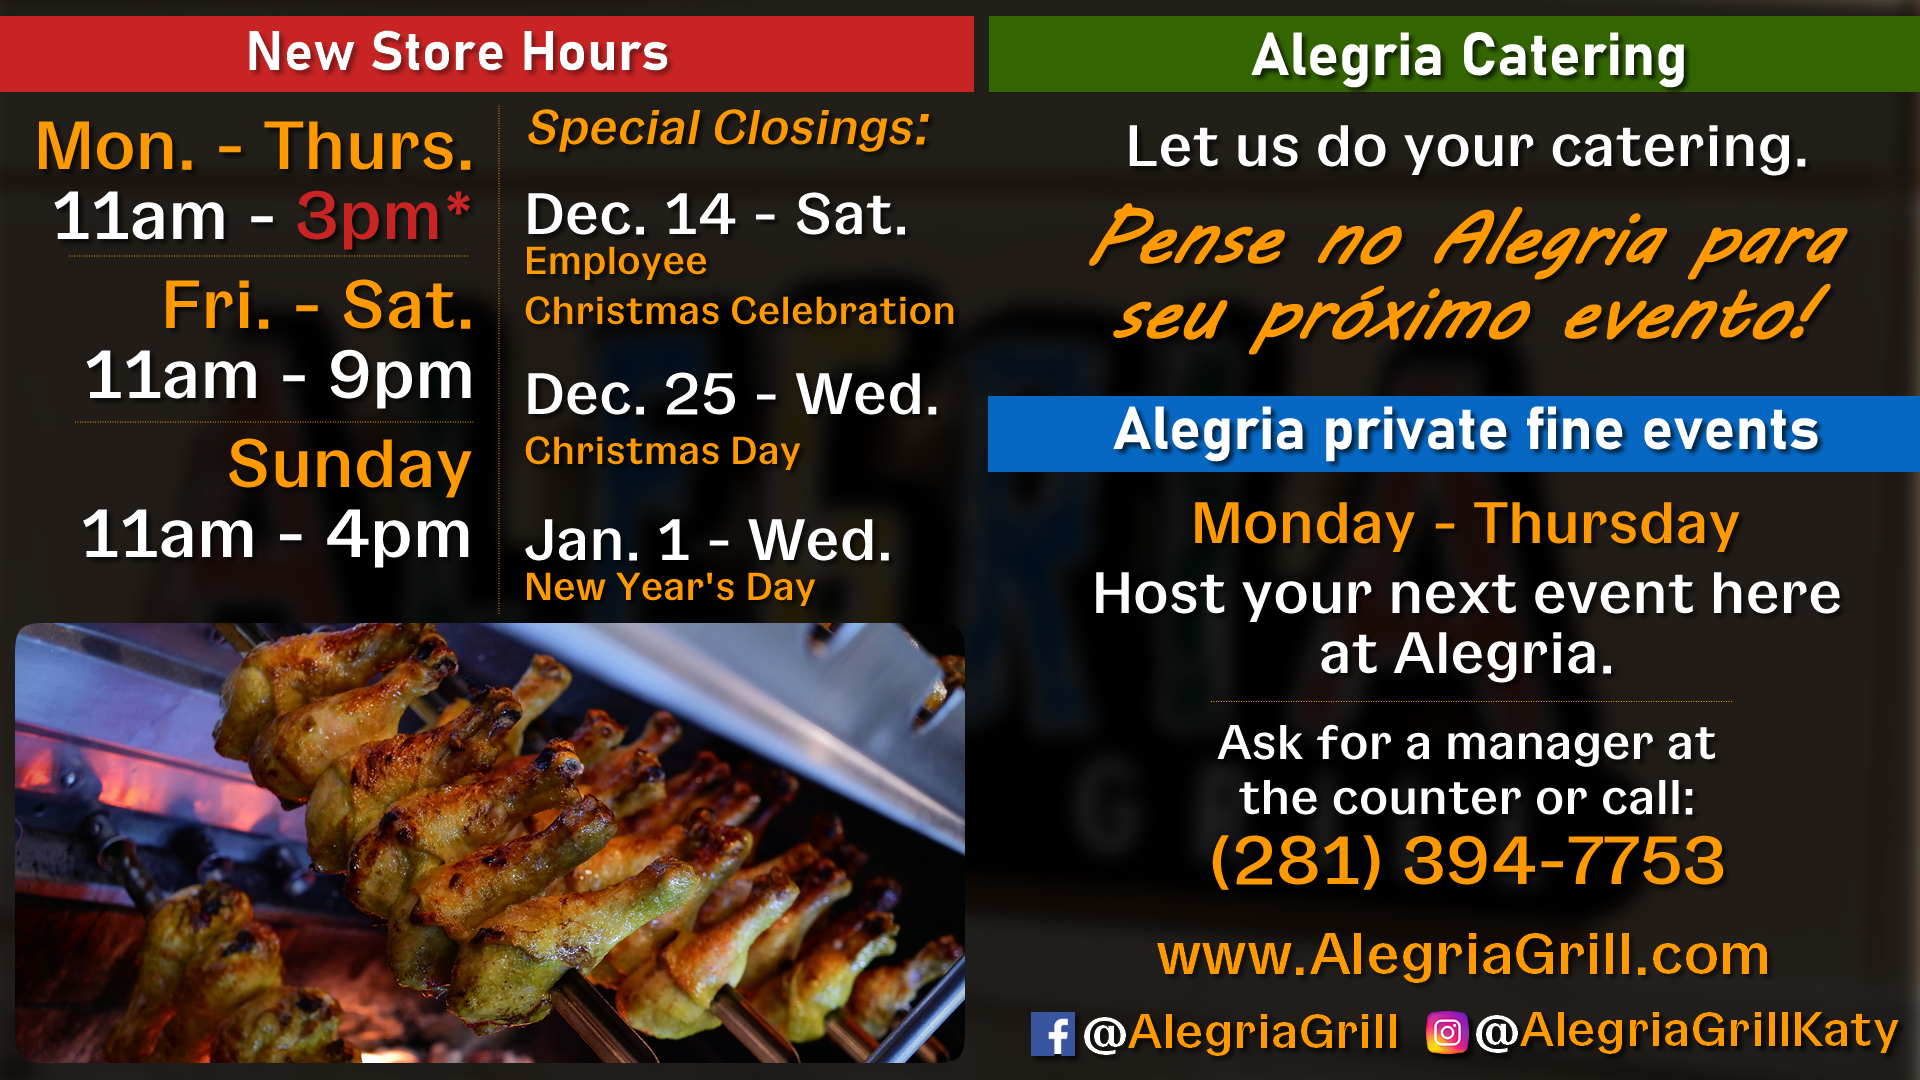 New Store Hours
Mon. - Thurs.
11am - 3pm*
Fri. - Sat.
11am - 9pm
Sunday
11am - 4pm
Special Closings:
Dec. 14 - Sat.
Employee
Christmas Celebration
Dec. 25 - Wed.
Christmas Day
Jan. 1 - Wed.
New Year's Day
Alegria Catering
Let us do your catering.
Pense no Alegria para
seu próximo evento!
Alegria private fine events
Monday - Thursday
Host your next event here
at Alegria.
Ask for a manager at
the counter or call:
(281) 394-7753
www.AlegriaGrill.com
@AlegriaGrill
@AlegriaGrillKaty